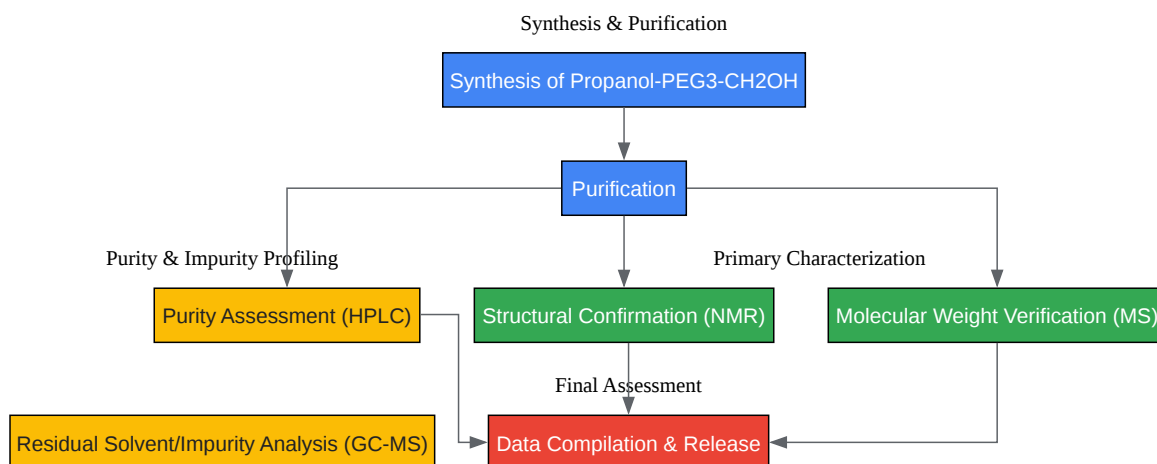 Synthesis & Purification
Synthesis of Propanol-PEG3-CH2OH
Purification
Purity & Impurity Profiling
Primary Characterization
Purity Assessment (HPLC)
Structural Confirmation (NMR)
Molecular Weight Verification (MS)
Final Assessment
Residual Solvent/Impurity Analysis (GC-MS)
Data Compilation & Release